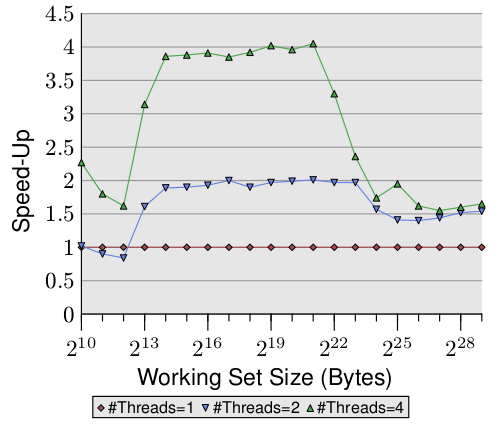 4.5
4
3.5
3
2.5
2
1.5
1
0.5
0
Speed-Up
2^10 2^13 2^16 2^19 2^22 2^25 2^28
Working Set Size (Bytes)
#Threads=1 #Threads=2 #Threads=4